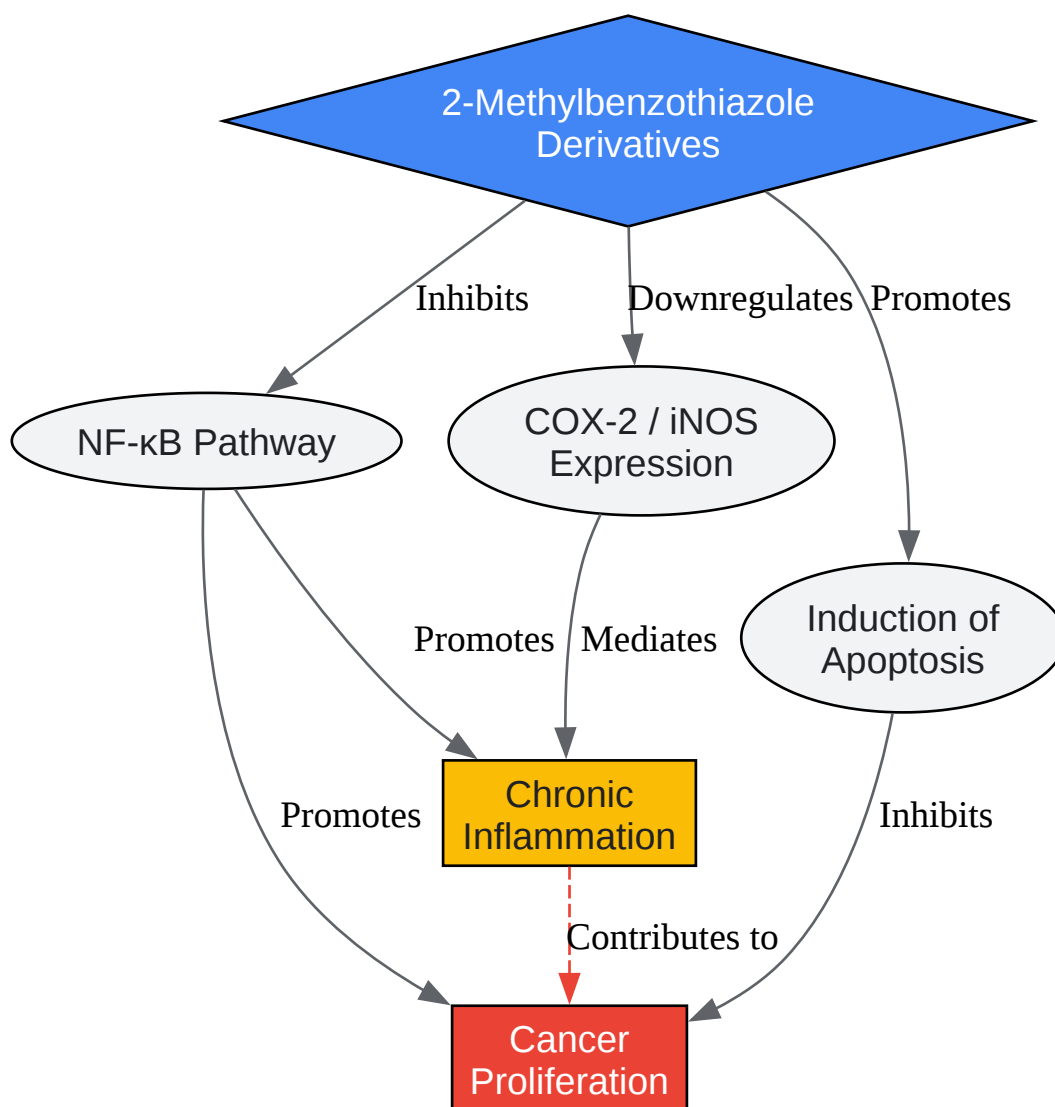 2-Methylbenzothiazole
Derivatives
Inhibits
Downregulates
Promotes
NF-κB Pathway
COX-2 / iNOS
Expression
Induction of
Apoptosis
Promotes
Mediates
Promotes
Chronic
Inflammation
Inhibits
Contributes to
Cancer
Proliferation